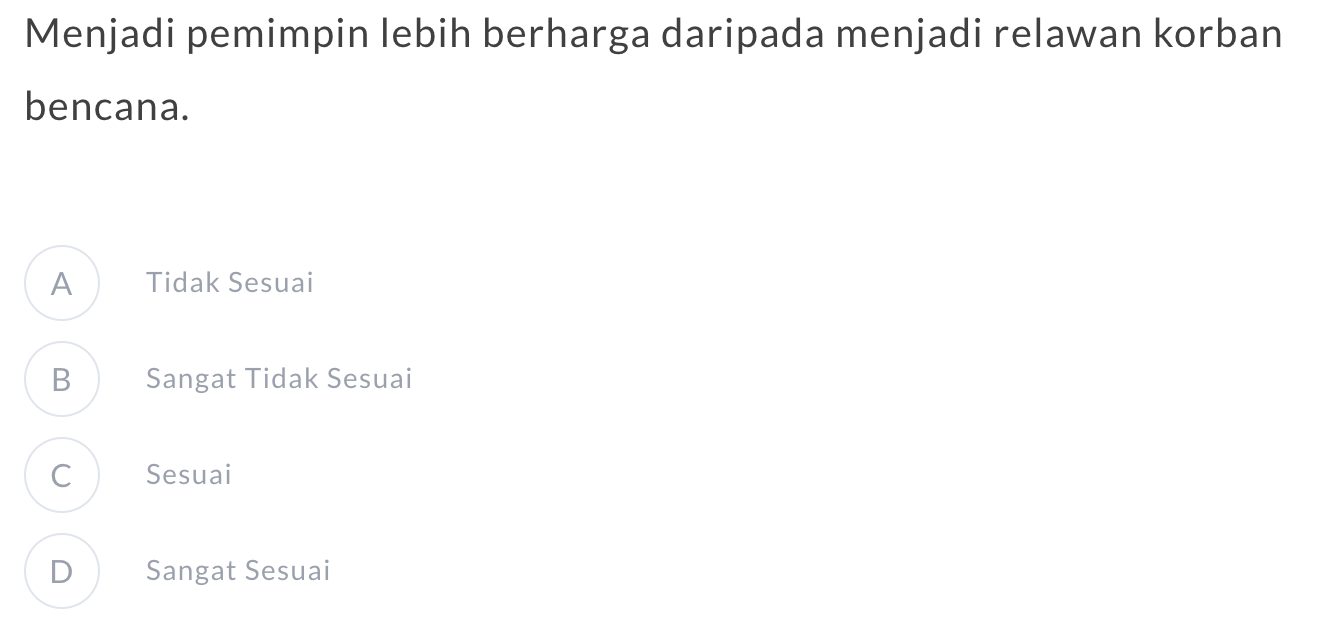 Menjadi pemimpin lebih berharga daripada menjadi relawan korban
bencana.
A Tidak Sesuai
B Sangat Tidak Sesuai
C Sesuai
D Sangat Sesuai